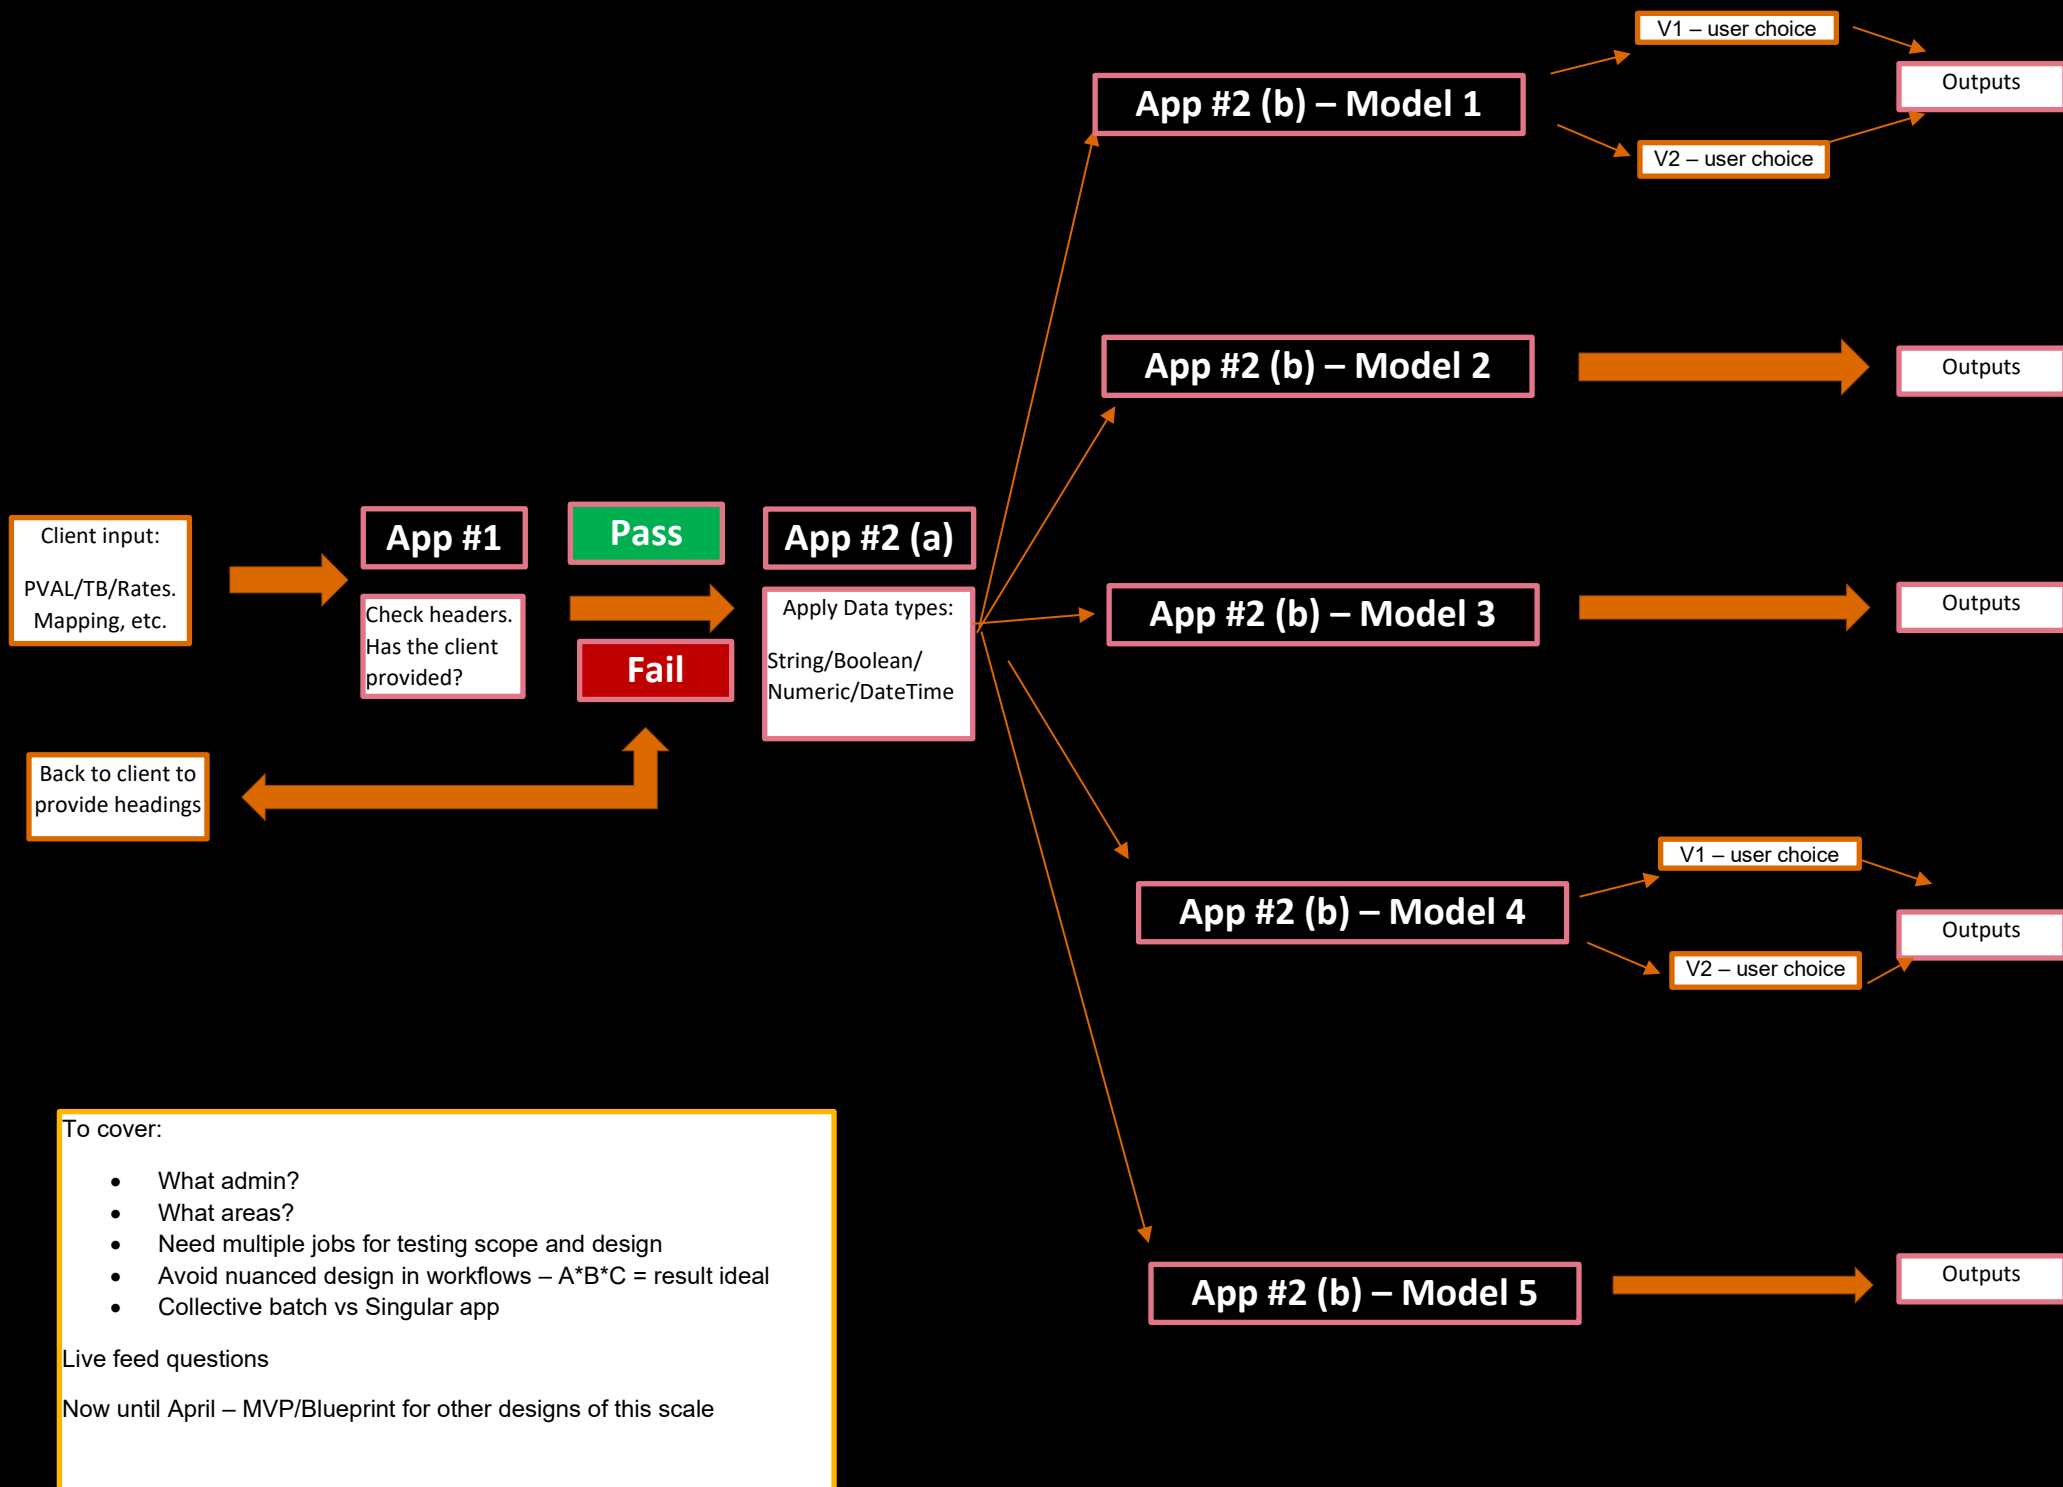 Client input:
PVAL/TB/Rates.
Mapping, etc.
Back to client to
provide headings
App #1
Check headers.
Has the client
provided?
Pass
Fail
App #2 (a)
Apply Data types:
String/Boolean/
Numeric/DateTime
App #2 (b) – Model 1
V1 – user choice
V2 – user choice
Outputs
App #2 (b) – Model 2
Outputs
App #2 (b) – Model 3
Outputs
App #2 (b) – Model 4
V1 – user choice
V2 – user choice
Outputs
App #2 (b) – Model 5
Outputs
To cover:
• What admin?
• What areas?
• Need multiple jobs for testing scope and design
• Avoid nuanced design in workflows – A*B*C = result ideal
• Collective batch vs Singular app
Live feed questions
Now until April – MVP/Blueprint for other designs of this scale